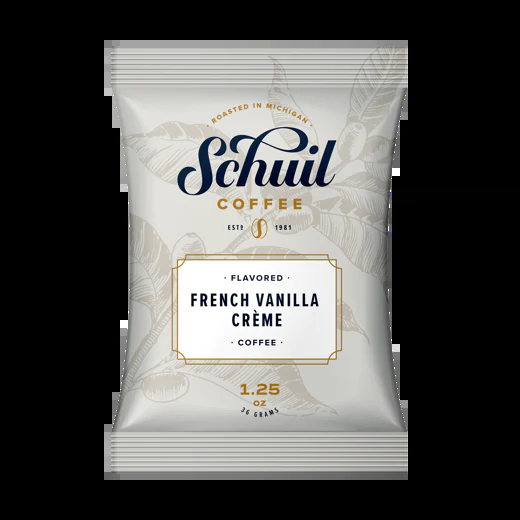 · ROASTED IN MICHIGAN ·
Schuil
COFFEE
ESTD 1981
· FLAVORED ·
FRENCH VANILLA
CRÈME
· COFFEE ·
1.25
OZ
36 GRAMS